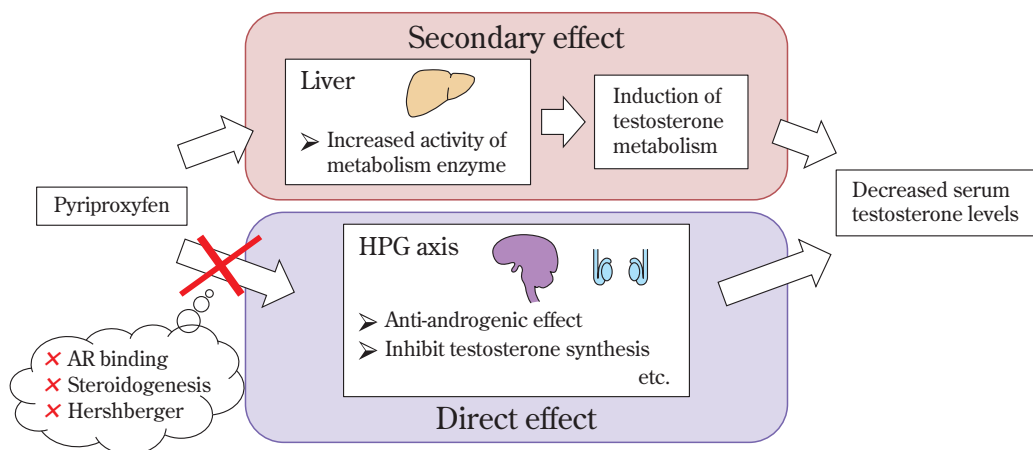 Secondary effect
Liver
➤ Increased activity of
metabolism enzyme
Induction of
testosterone
metabolism
Pyriproxyfen
Decreased serum
testosterone levels
HPG axis
➤ Anti-androgenic effect
➤ Inhibit testosterone synthesis
etc.
Direct effect
× AR binding
× Steroidogenesis
× Hershberger